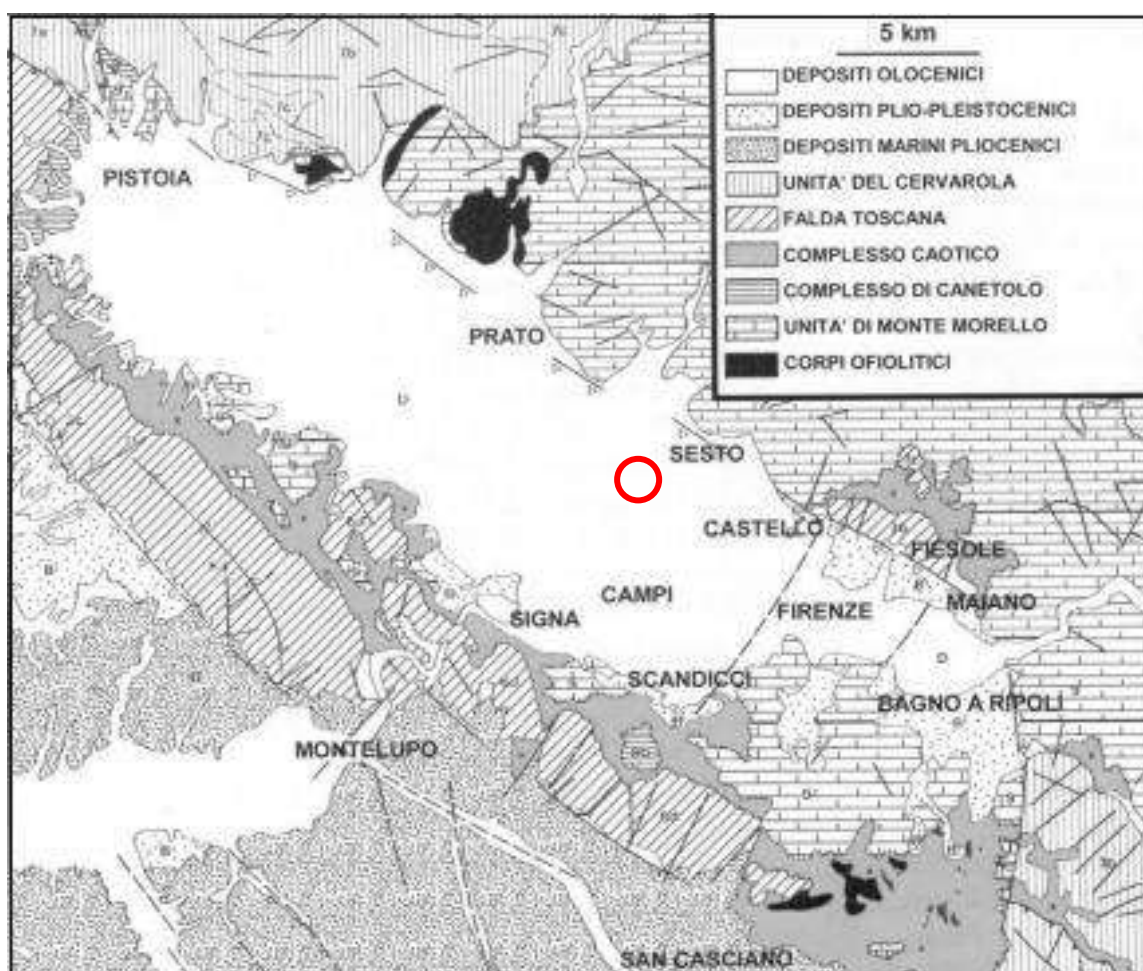 5 km
DEPOSITI OLOCENICI
DEPOSITI PLIO-PLEISTOCENICI
DEPOSITI MARINI PLIOCENICI
UNITA' DEL CERVAROLA
FALDA TOSCANA
COMPLESSO CAOTICO
COMPLESSO DI CANETOLO
UNITA' DI MONTE MORELLO
CORPI OFIOLITICI
PISTOIA
PRATO
SESTO
CASTELLO
FIESOLE
CAMPI
FIRENZE
MAIANO
SIGNA
SCANDICCI
BAGNO A RIPOLI
MONTELUPO
SAN CASCIANO